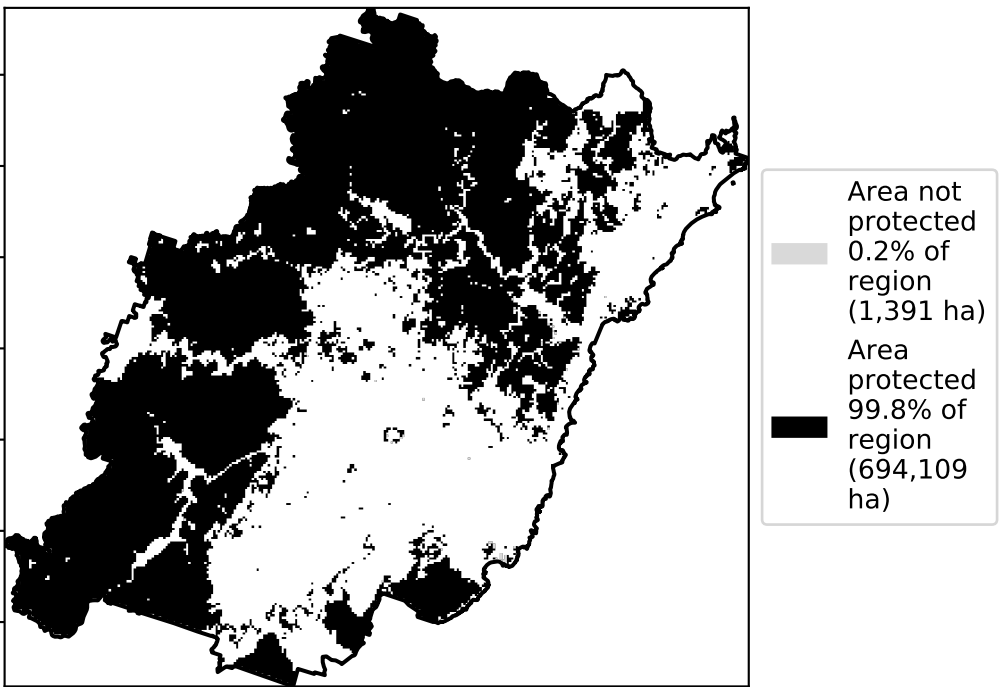 Area not
protected
0.2% of
region
(1,391 ha)
Area
protected
99.8% of
region
(694,109
ha)